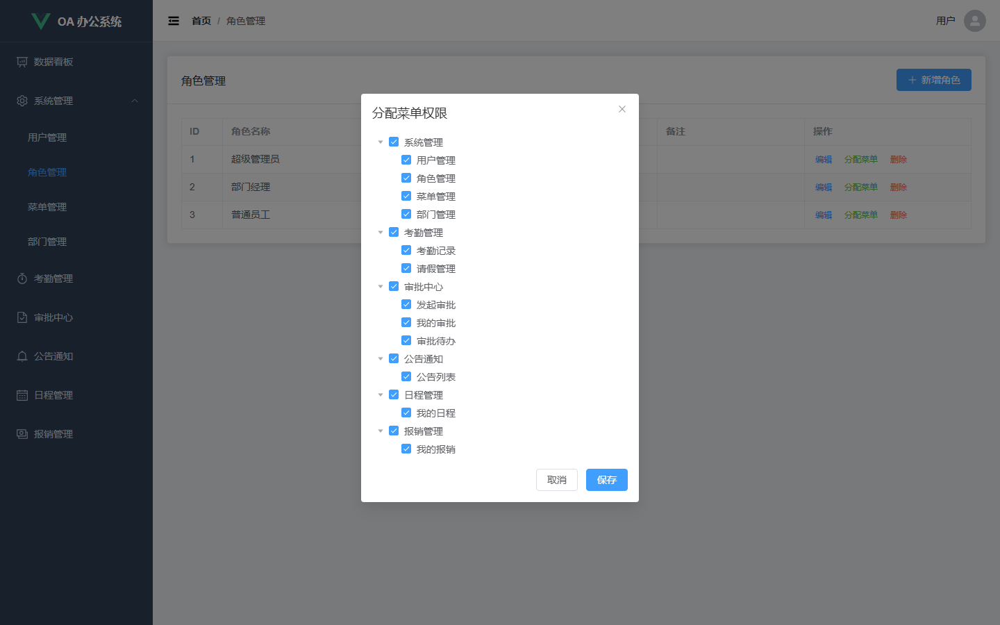 OA 办公系统
首页 / 角色管理
用户
数据看板
系统管理
用户管理
角色管理
菜单管理
部门管理
考勤管理
审批中心
公告通知
日程管理
报销管理
角色管理
新增角色
ID 角色名称 备注 操作
1 超级管理员 编辑 分配菜单 删除
2 部门经理 编辑 分配菜单 删除
3 普通员工 编辑 分配菜单 删除
分配菜单权限
系统管理
用户管理
角色管理
菜单管理
部门管理
考勤管理
考勤记录
请假管理
审批中心
发起审批
我的审批
审批待办
公告通知
公告列表
日程管理
我的日程
报销管理
我的报销
取消 保存